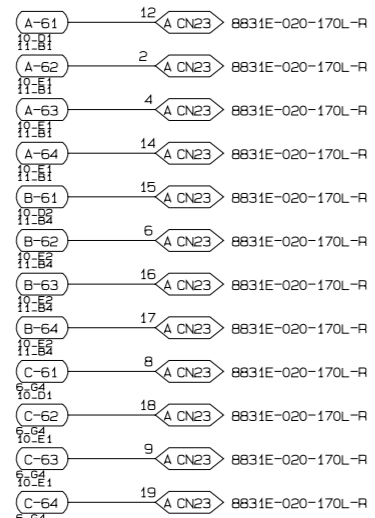 A-61 12 A CN23 8831E-020-170L-R
10-D1
11-B1
A-62 2 A CN23 8831E-020-170L-R
10-E1
11-B1
A-63 4 A CN23 8831E-020-170L-R
10-E1
11-B1
A-64 14 A CN23 8831E-020-170L-R
10-E1
11-B1
B-61 15 A CN23 8831E-020-170L-R
10-D2
11-B4
B-62 6 A CN23 8831E-020-170L-R
10-E2
11-B4
B-63 16 A CN23 8831E-020-170L-R
10-E2
11-B4
B-64 17 A CN23 8831E-020-170L-R
10-E2
11-B4
C-61 8 A CN23 8831E-020-170L-R
6-G4
10-D1
C-62 18 A CN23 8831E-020-170L-R
6-G4
10-E1
C-63 9 A CN23 8831E-020-170L-R
6-G4
10-E1
C-64 19 A CN23 8831E-020-170L-R
6-G4